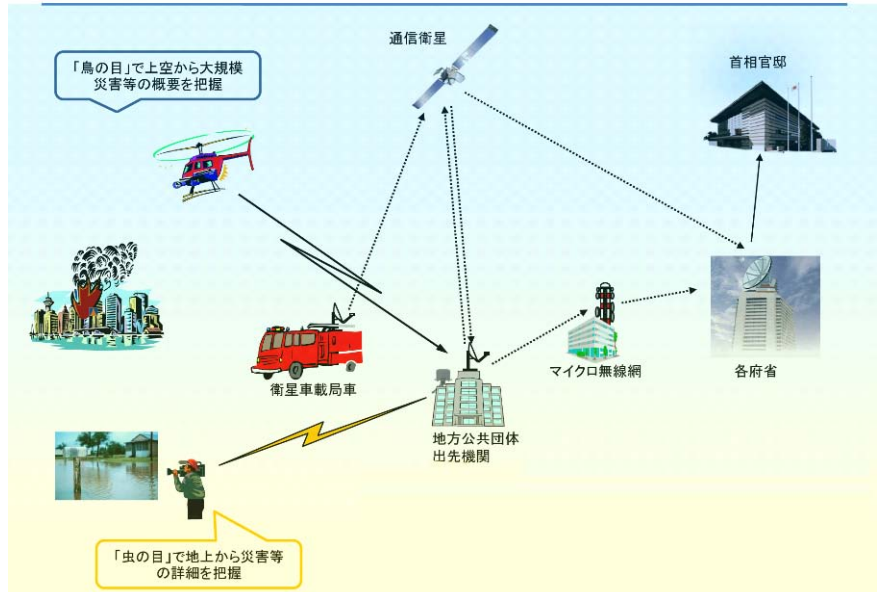 「鳥の目」で上空から大規模
災害等の概要を把握
通信衛星
首相官邸
衛星車載局車
マイクロ無線網
各府省
地方公共団体
出先機関
「虫の目」で地上から災害等
の詳細を把握